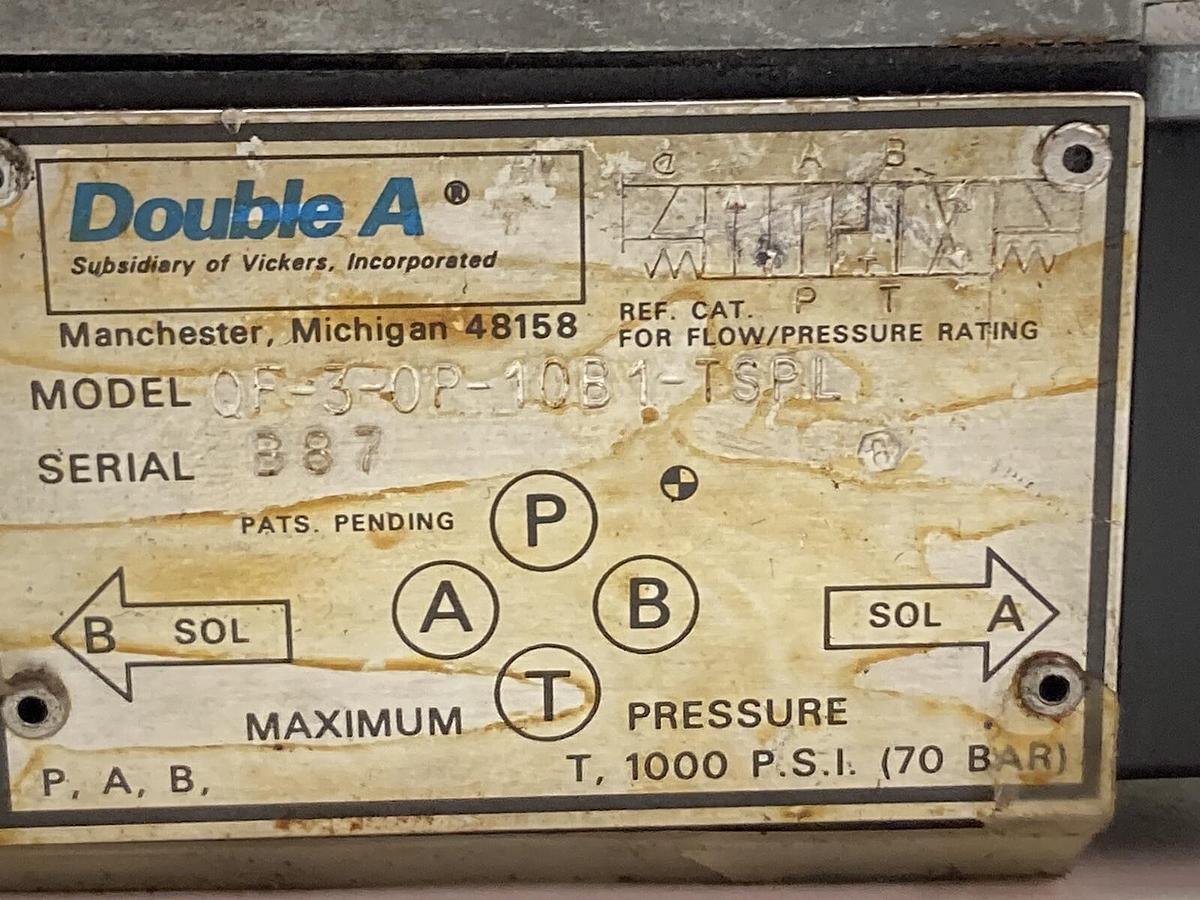 Double A ®
Subsidiary of Vickers, Incorporated
Manchester, Michigan 48158
a A B
P T
REF. CAT.
FOR FLOW/PRESSURE RATING
MODEL QF-3-OP-10B1-TSPL
SERIAL B87
PATS. PENDING
P
A B
T
B SOL
SOL A
MAXIMUM PRESSURE
P, A, B, T, 1000 P.S.I. (70 BAR)